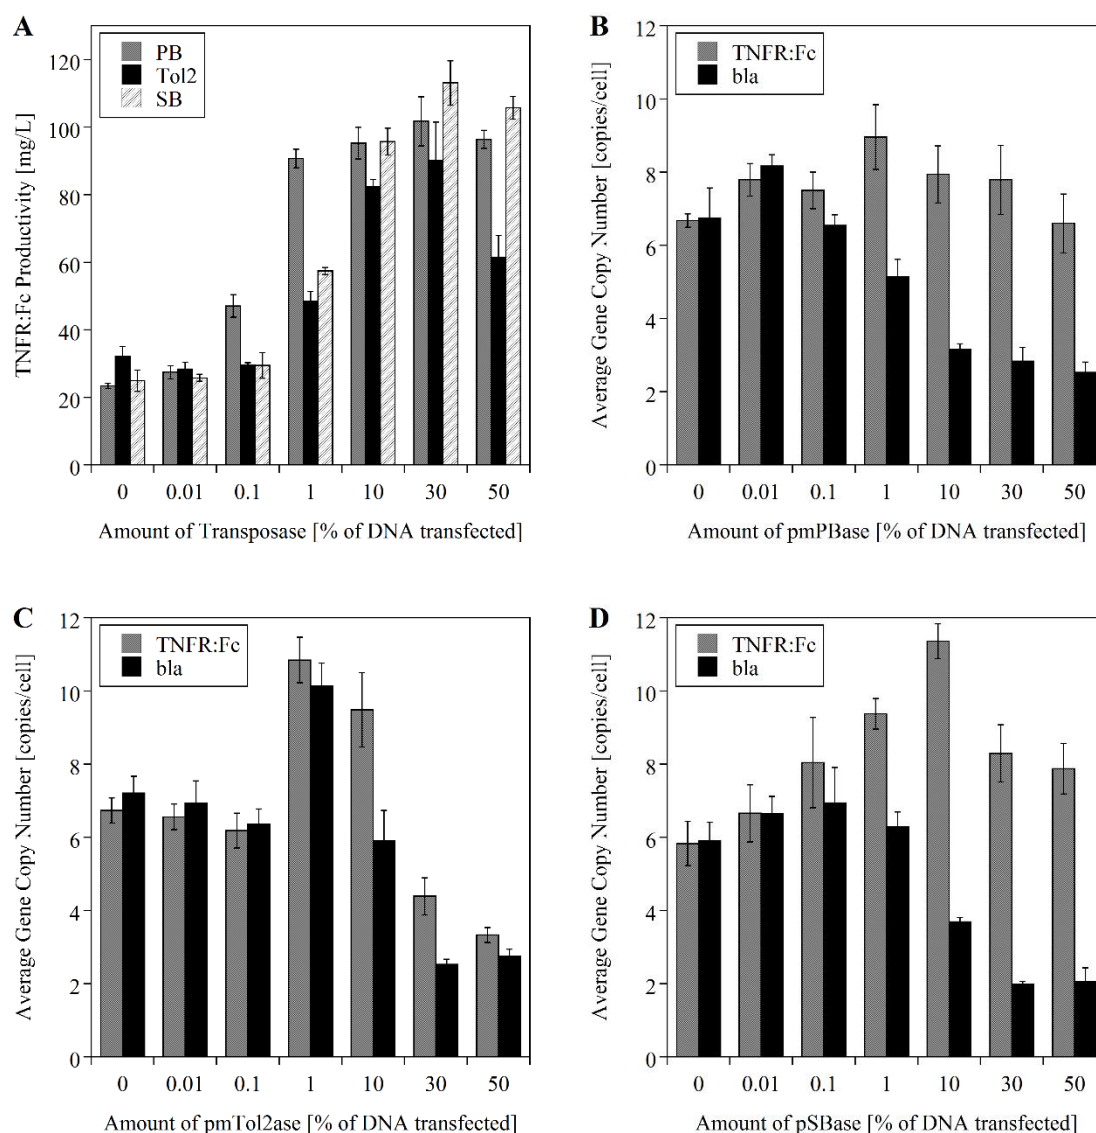 A
PB
Tol2
SB
TNFR:Fc Productivity [mg/L]
120
100
80
60
40
20
0
0 0.01 0.1 1 10 30 50
Amount of Transposase [% of DNA transfected]
B
TNFR:Fc
bla
Average Gene Copy Number [copies/cell]
12
10
8
6
4
2
0
0 0.01 0.1 1 10 30 50
Amount of pmPBase [% of DNA transfected]
C
TNFR:Fc
bla
Average Gene Copy Number [copies/cell]
12
10
8
6
4
2
0
0 0.01 0.1 1 10 30 50
Amount of pmTol2ase [% of DNA transfected]
D
TNFR:Fc
bla
Average Gene Copy Number [copies/cell]
12
10
8
6
4
2
0
0 0.01 0.1 1 10 30 50
Amount of pSBase [% of DNA transfected]